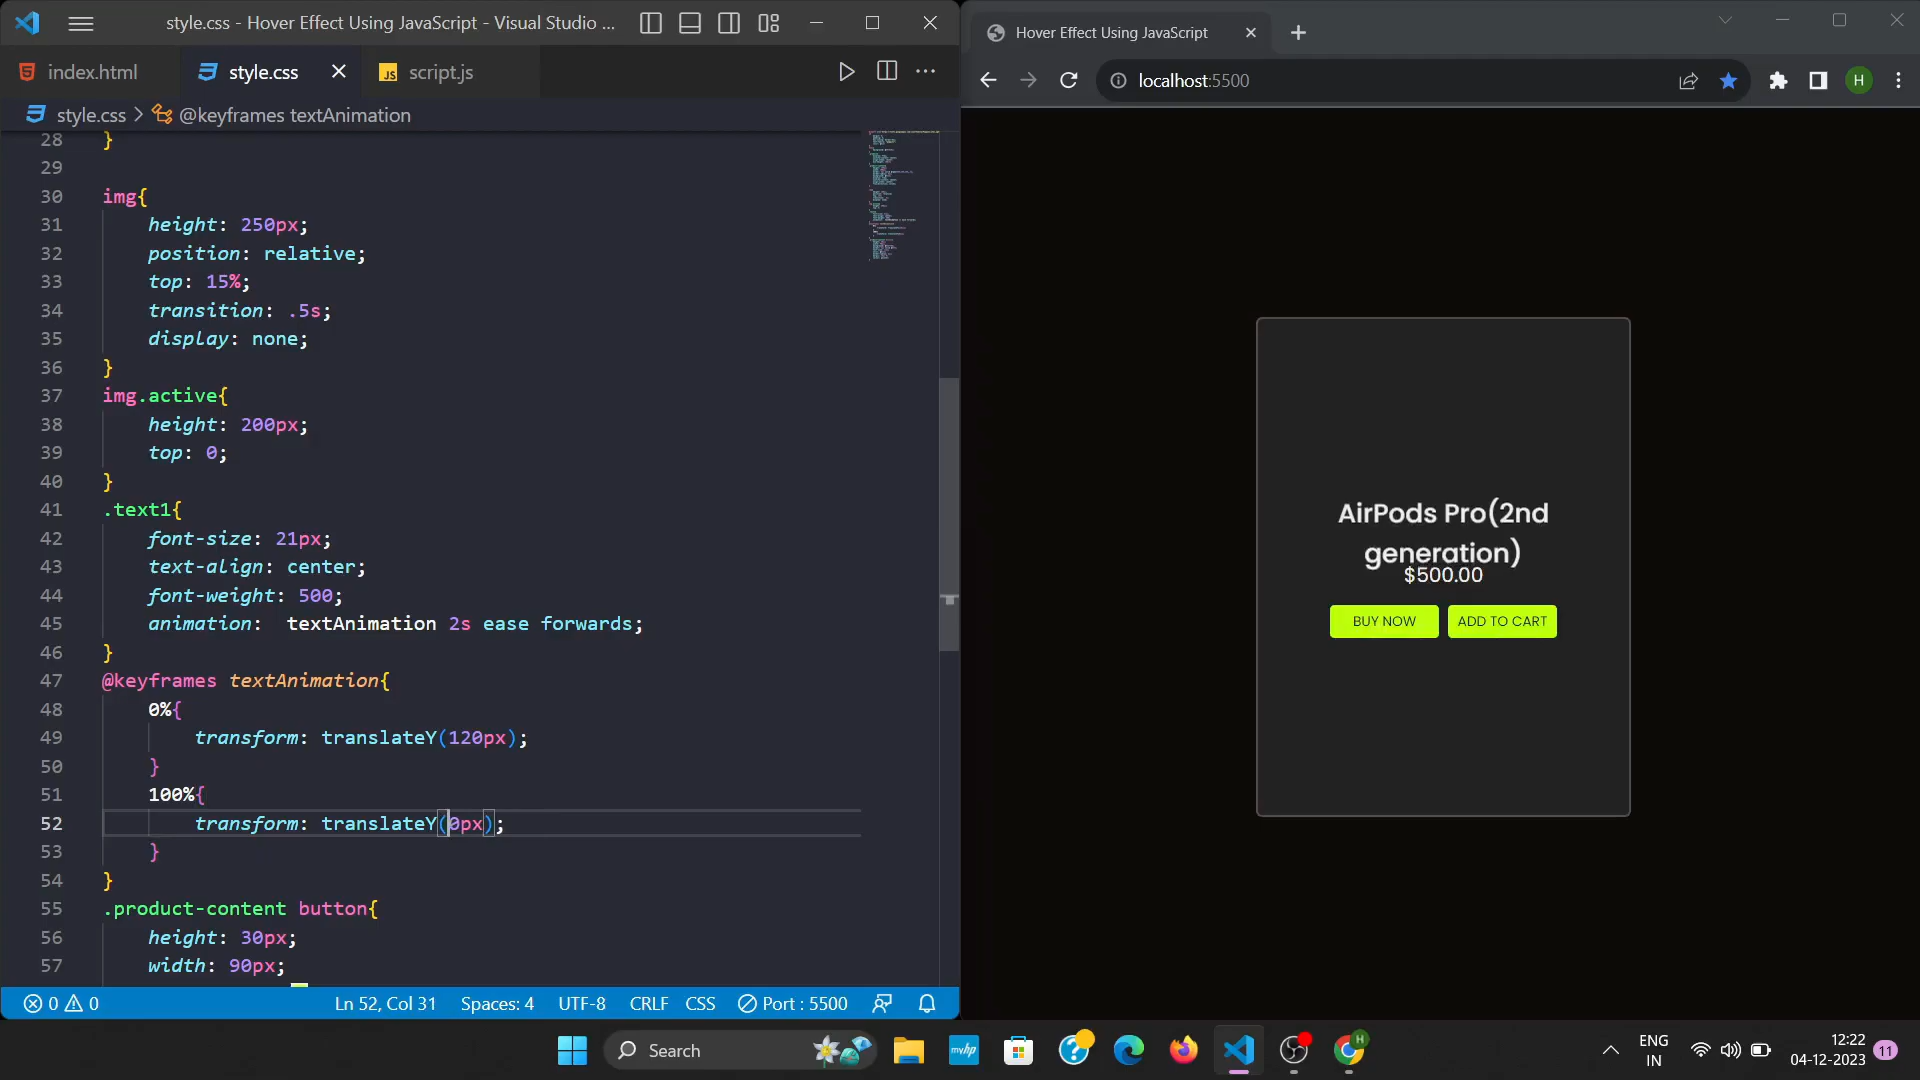 style.css - Hover Effect Using JavaScript - Visual Studio ...
index.html
style.css
JS script.js
style.css > @keyframes textAnimation
28 }
29
30 img{
31 height: 250px;
32 position: relative;
33 top: 15%;
34 transition: .5s;
35 display: none;
36 }
37 img.active{
38 height: 200px;
39 top: 0;
40 }
41 .text1{
42 font-size: 21px;
43 text-align: center;
44 font-weight: 500;
45 animation:  textAnimation 2s ease forwards;
46 }
47 @keyframes textAnimation{
48 0%{
49 transform: translateY(120px);
50 }
51 100%{
52 transform: translateY(0px);
53 }
54 }
55 .product-content button{
56 height: 30px;
57 width: 90px;
0 0
Ln 52, Col 31
Spaces: 4
UTF-8
CRLF
CSS
Port : 5500
Hover Effect Using JavaScript
localhost:5500
H
AirPods Pro(2nd
generation)
$500.00
BUY NOW
ADD TO CART
Search
myhp
H
ENG
IN
12:22
04-12-2023
11